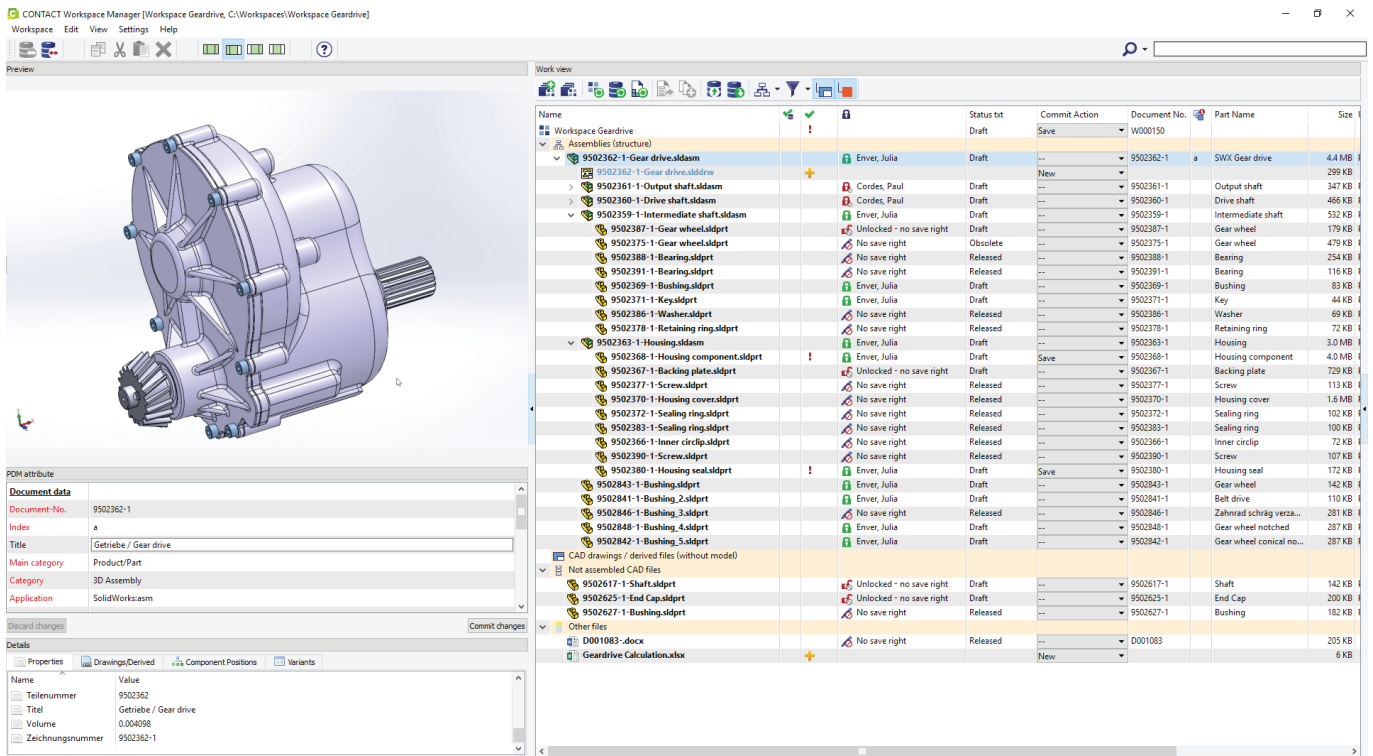 CONTACT Workspace Manager [Workspace Geardrive, C:\Workspaces\Workspace Geardrive]
Workspace Edit View Settings Help
Preview
PDM attribute
Document data
Document-No. 9502362-1
Index a
Title Getriebe / Gear drive
Main category Product/Part
Category 3D Assembly
Application SolidWorks:asm
Discard changes Commit changes
Details
Properties Drawings/Derived Component Positions Variants
Name Value
Teilenummer 9502362
Titel Getriebe / Gear drive
Volume 0.004098
Zeichnungsnummer 9502362-1
Work view
Name Status txt Commit Action Document No. Part Name Size
Workspace Geardrive ! Draft Save W000150
Assemblies (structure)
9502362-1-Gear drive.sldasm Enver, Julia Draft -- 9502362-1 a SWX Gear drive 4.4 MB
9502362-1-Gear drive.slddrw New 299 KB
9502361-1-Output shaft.sldasm Cordes, Paul Draft -- 9502361-1 Output shaft 347 KB
9502360-1-Drive shaft.sldasm Cordes, Paul Draft -- 9502360-1 Drive shaft 466 KB
9502359-1-Intermediate shaft.sldasm Enver, Julia Draft -- 9502359-1 Intermediate shaft 532 KB
9502387-1-Gear wheel.sldprt Unlocked - no save right Draft -- 9502387-1 Gear wheel 179 KB
9502375-1-Gear wheel.sldprt No save right Obsolete -- 9502375-1 Gear wheel 479 KB
9502388-1-Bearing.sldprt No save right Released -- 9502388-1 Bearing 254 KB
9502391-1-Bearing.sldprt No save right Released -- 9502391-1 Bearing 116 KB
9502369-1-Bushing.sldprt Enver, Julia Draft -- 9502369-1 Bushing 83 KB
9502371-1-Key.sldprt Enver, Julia Draft -- 9502371-1 Key 44 KB
9502386-1-Washer.sldprt No save right Released -- 9502386-1 Washer 69 KB
9502378-1-Retaining ring.sldprt No save right Released -- 9502378-1 Retaining ring 72 KB
9502363-1-Housing.sldasm Enver, Julia Draft -- 9502363-1 Housing 3.0 MB
9502368-1-Housing component.sldprt ! Enver, Julia Draft Save 9502368-1 Housing component 4.0 MB
9502367-1-Backing plate.sldprt Unlocked - no save right Draft -- 9502367-1 Backing plate 729 KB
9502377-1-Screw.sldprt No save right Released -- 9502377-1 Screw 113 KB
9502370-1-Housing cover.sldprt No save right Released -- 9502370-1 Housing cover 1.6 MB
9502372-1-Sealing ring.sldprt No save right Released -- 9502372-1 Sealing ring 102 KB
9502383-1-Sealing ring.sldprt No save right Released -- 9502383-1 Sealing ring 100 KB
9502366-1-Inner circlip.sldprt No save right Released -- 9502366-1 Inner circlip 72 KB
9502390-1-Screw.sldprt No save right Released -- 9502390-1 Screw 107 KB
9502380-1-Housing seal.sldprt ! Enver, Julia Draft Save 9502380-1 Housing seal 172 KB
9502843-1-Bushing.sldprt Enver, Julia Draft -- 9502843-1 Gear wheel 142 KB
9502841-1-Bushing_2.sldprt Enver, Julia Draft -- 9502841-1 Belt drive 110 KB
9502846-1-Bushing_3.sldprt No save right Released -- 9502846-1 Zahnrad schräg verza... 281 KB
9502848-1-Bushing_4.sldprt Enver, Julia Draft -- 9502848-1 Gear wheel notched 287 KB
9502842-1-Bushing_5.sldprt Enver, Julia Draft -- 9502842-1 Gear wheel conical no... 287 KB
CAD drawings / derived files (without model)
Not assembled CAD files
9502617-1-Shaft.sldprt Unlocked - no save right Draft -- 9502617-1 Shaft 142 KB
9502625-1-End Cap.sldprt Unlocked - no save right Draft -- 9502625-1 End Cap 200 KB
9502627-1-Bushing.sldprt No save right Released -- 9502627-1 Bushing 182 KB
Other files
D001083-.docx No save right Released -- D001083 205 KB
Geardrive Calculation.xlsx New 6 KB